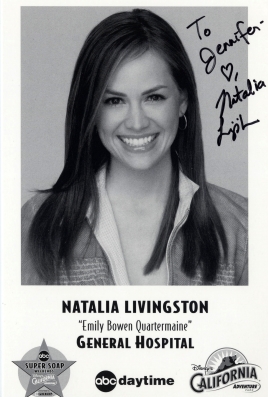 To
Jennifer-
♡,
Natalia
NATALIA LIVINGSTON
"Emily Bowen Quartermaine"
GENERAL HOSPITAL
abc
SUPER SOAP
WEEKEND
abc daytime
Disney's
CALIFORNIA
ADVENTURE